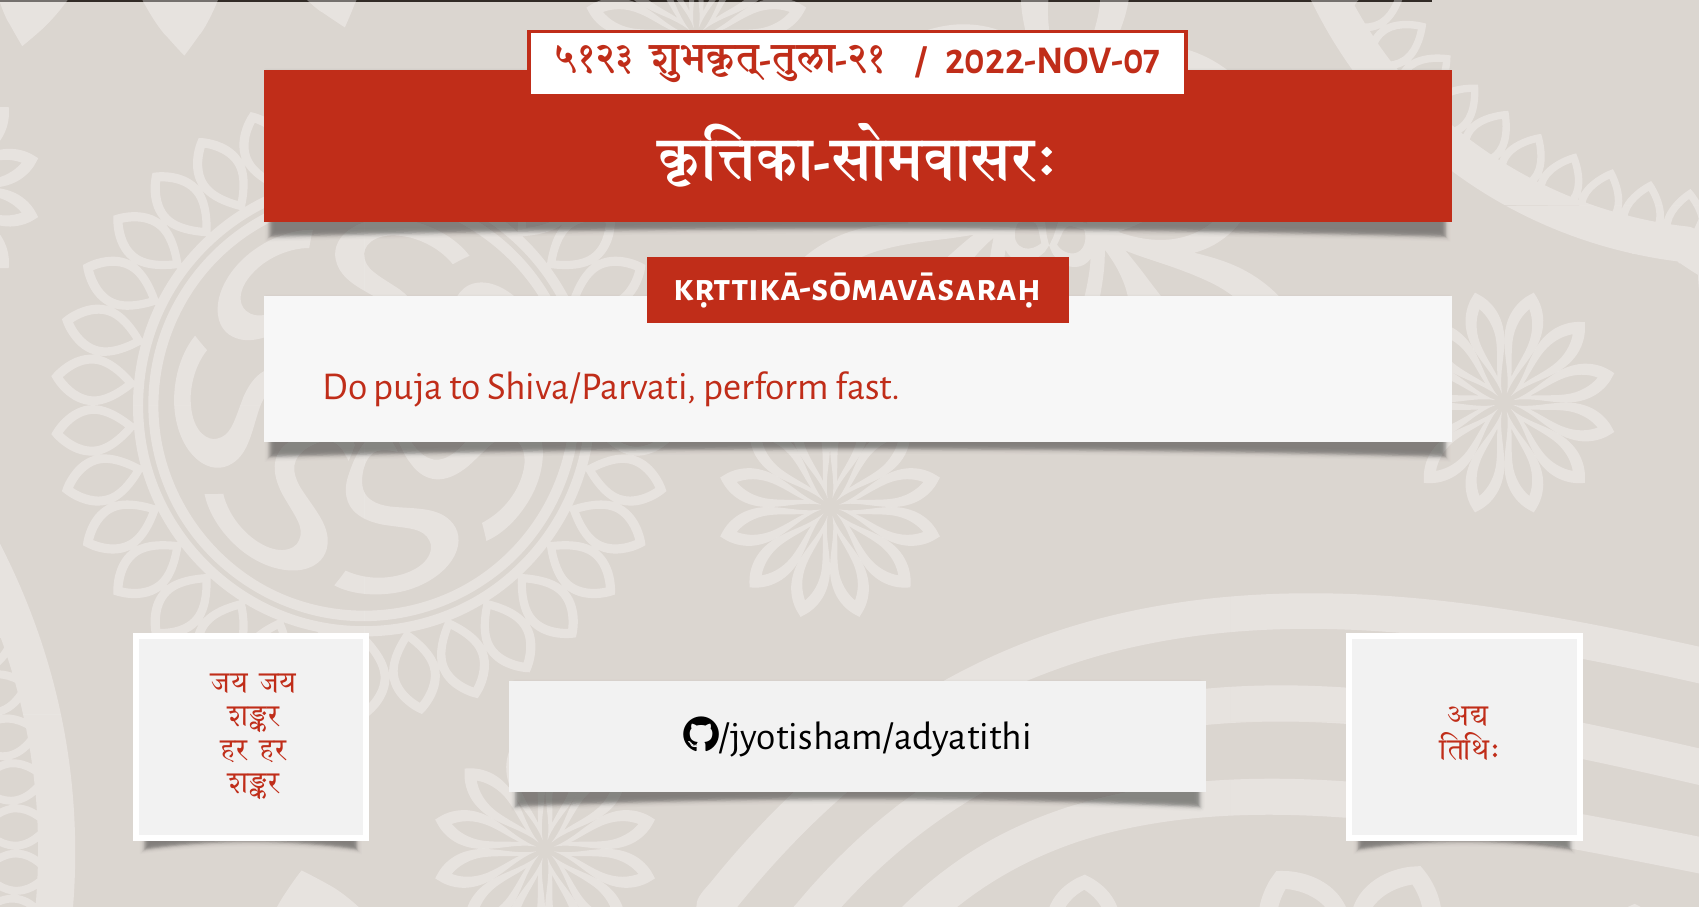 ५१२३ शुभकृत्-तुला-२१ / 2022-NOV-07
कृत्तिका-सोमवासरः
KṚTTIKĀ-SŌMAVĀSARAḤ
Do puja to Shiva/Parvati, perform fast.
जय जय
शङ्कर
हर हर
शङ्कर
/jyotisham/adyatithi
अद्य
तिथिः